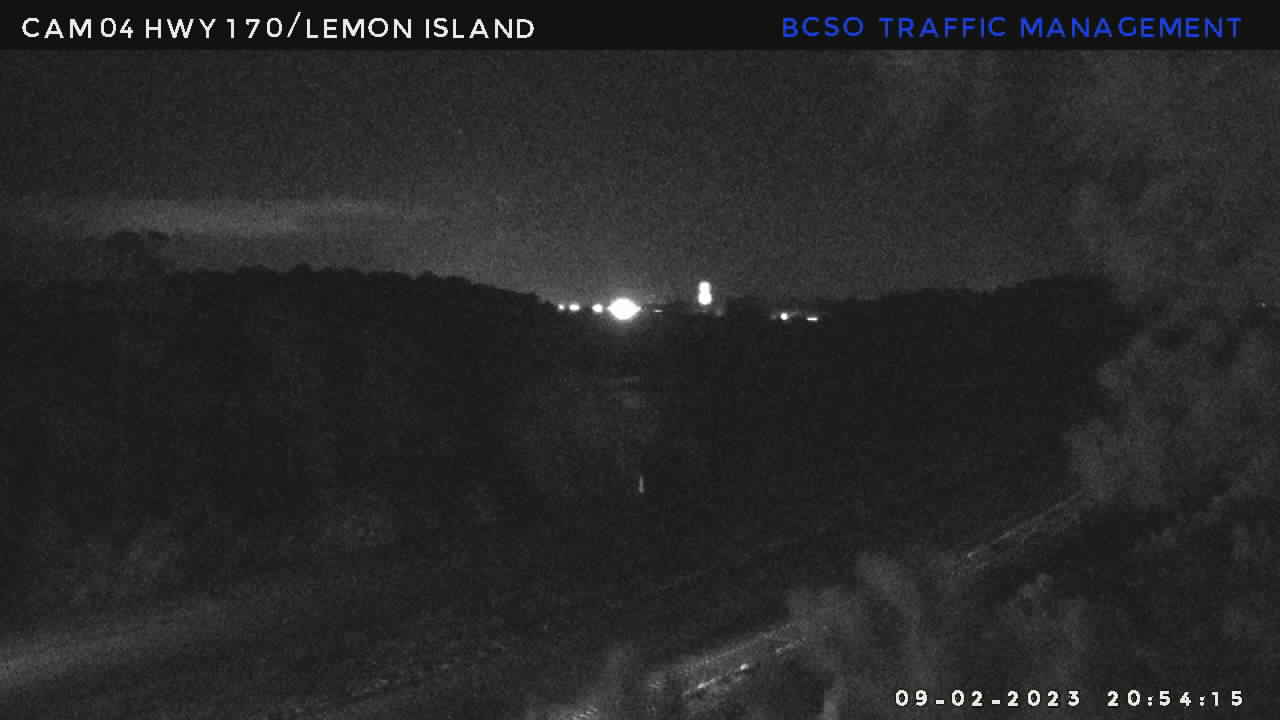 CAM04 HWY 170/LEMON ISLAND
BCSO TRAFFIC MANAGEMENT
09-02-2023 20:54:15